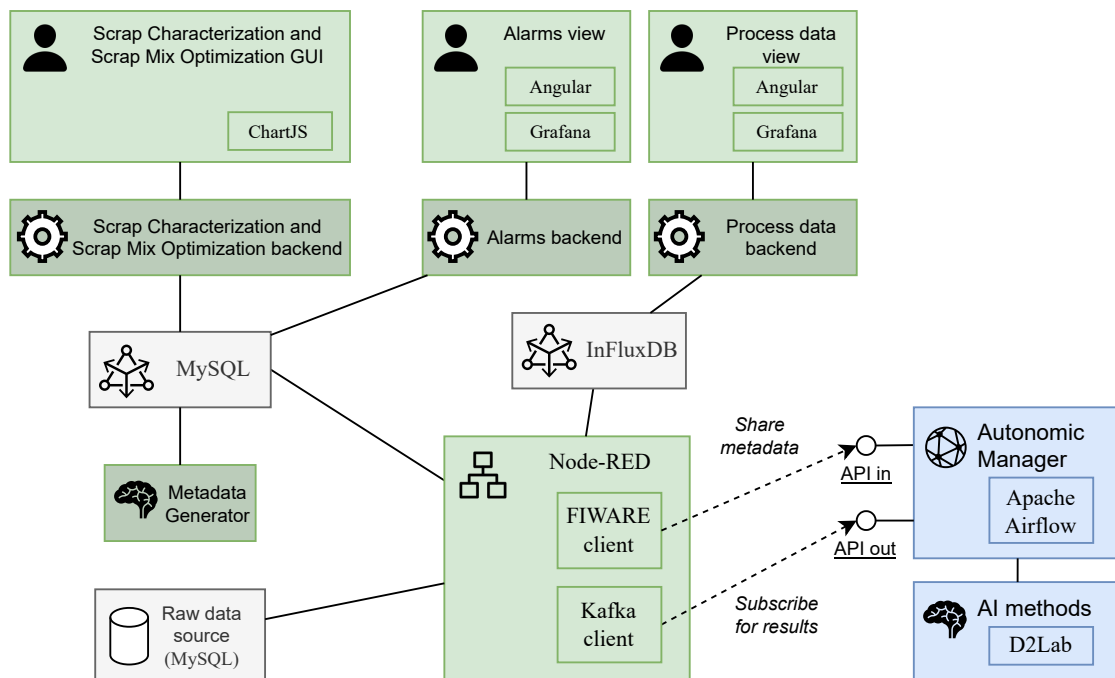 Scrap Characterization and
Scrap Mix Optimization GUI
ChartJS
Alarms view
Angular
Grafana
Process data
view
Angular
Grafana
Scrap Characterization and
Scrap Mix Optimization backend
Alarms backend
Process data
backend
MySQL
InFluxDB
Metadata
Generator
Node-RED
FIWARE
client
Kafka
client
Share
metadata
API in
API out
Subscribe
for results
Autonomic
Manager
Apache
Airflow
AI methods
D2Lab
Raw data
source
(MySQL)